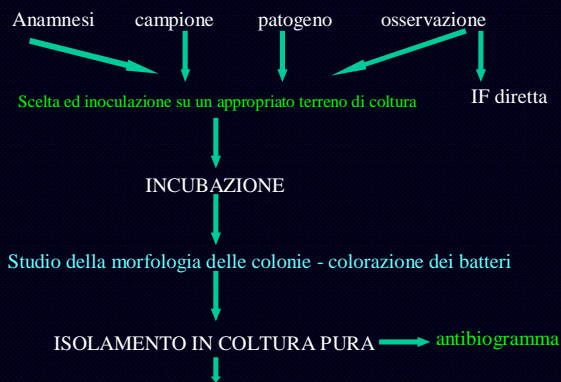 Anamnesi campione patogeno osservazione
Scelta ed inoculazione su un appropriato terreno di coltura
IF diretta
INCUBAZIONE
Studio della morfologia delle colonie - colorazione dei batteri
ISOLAMENTO IN COLTURA PURA
antibiogramma